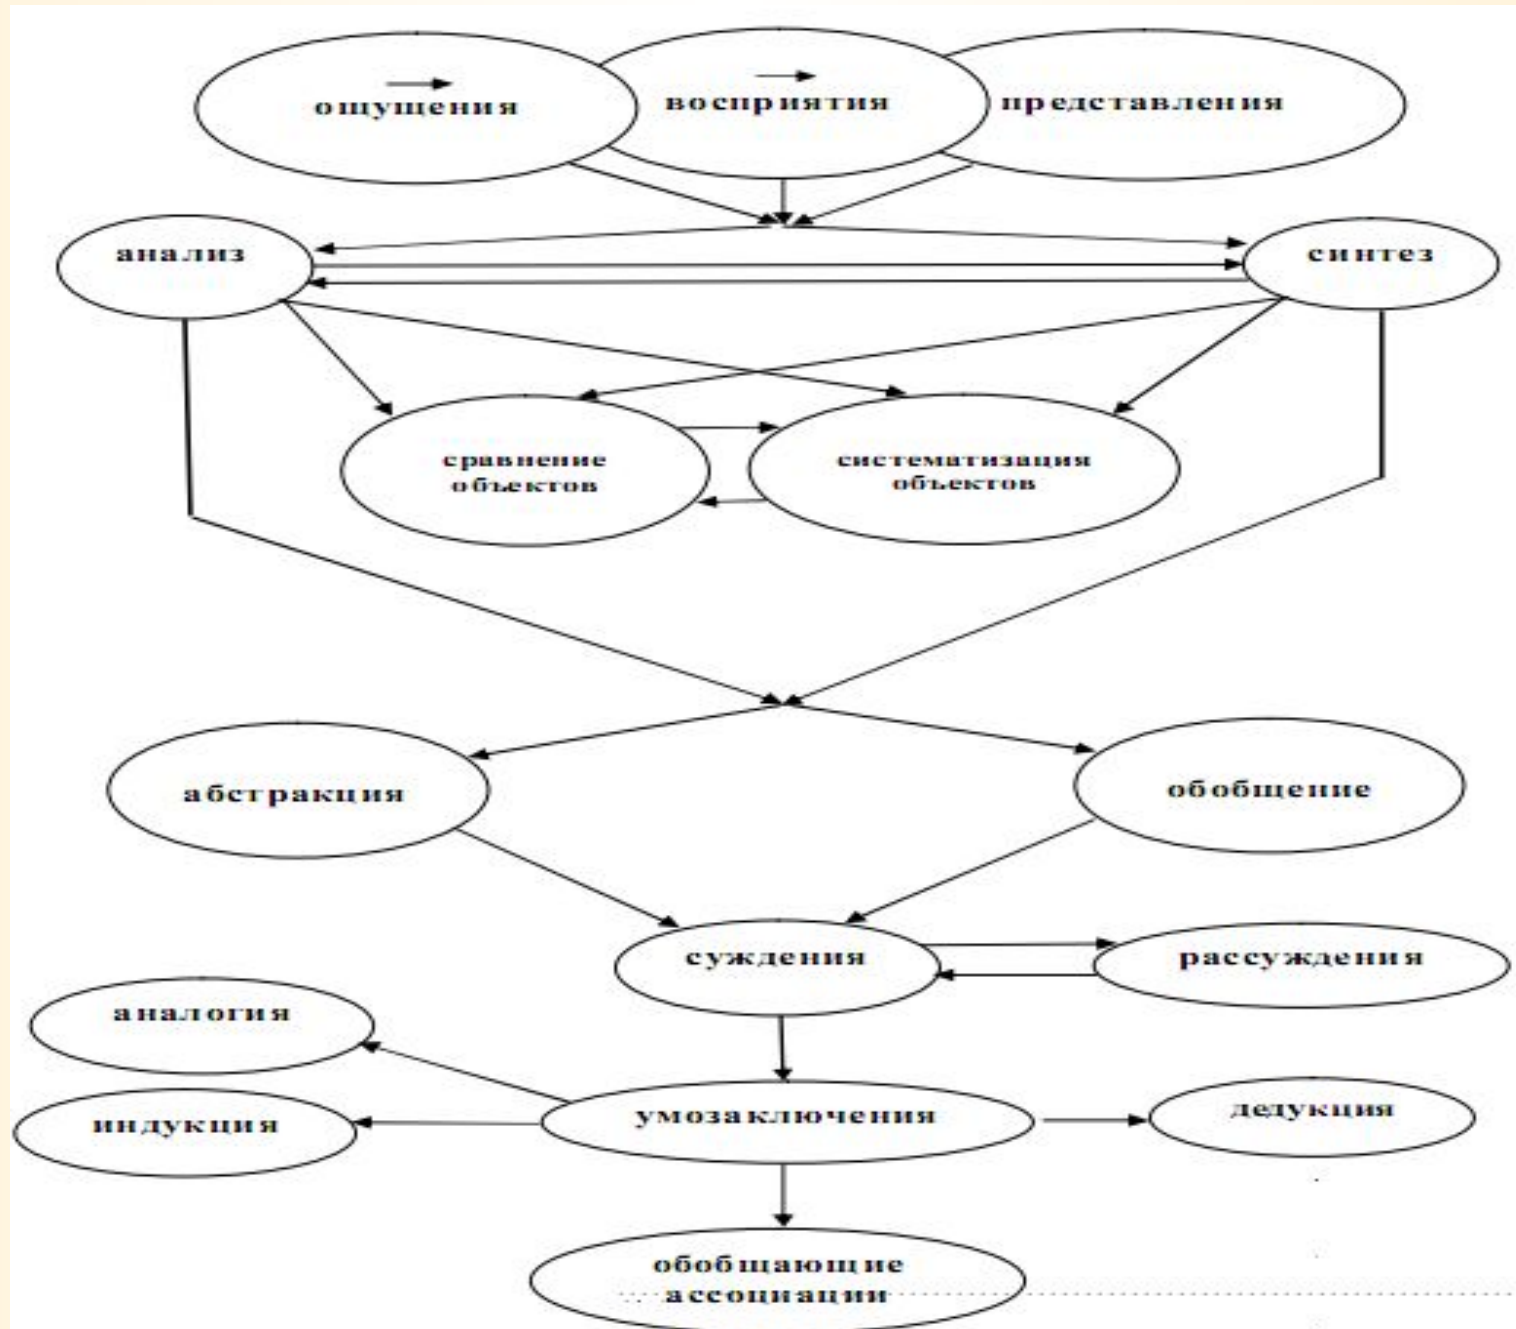 ощущения
восприятия
представления
анализ
синтез
сравнение
объектов
систематизация
объектов
абстракция
обобщение
суждения
рассуждения
аналогия
индукция
умозаключения
дедукция
обобщающие
ассоциации